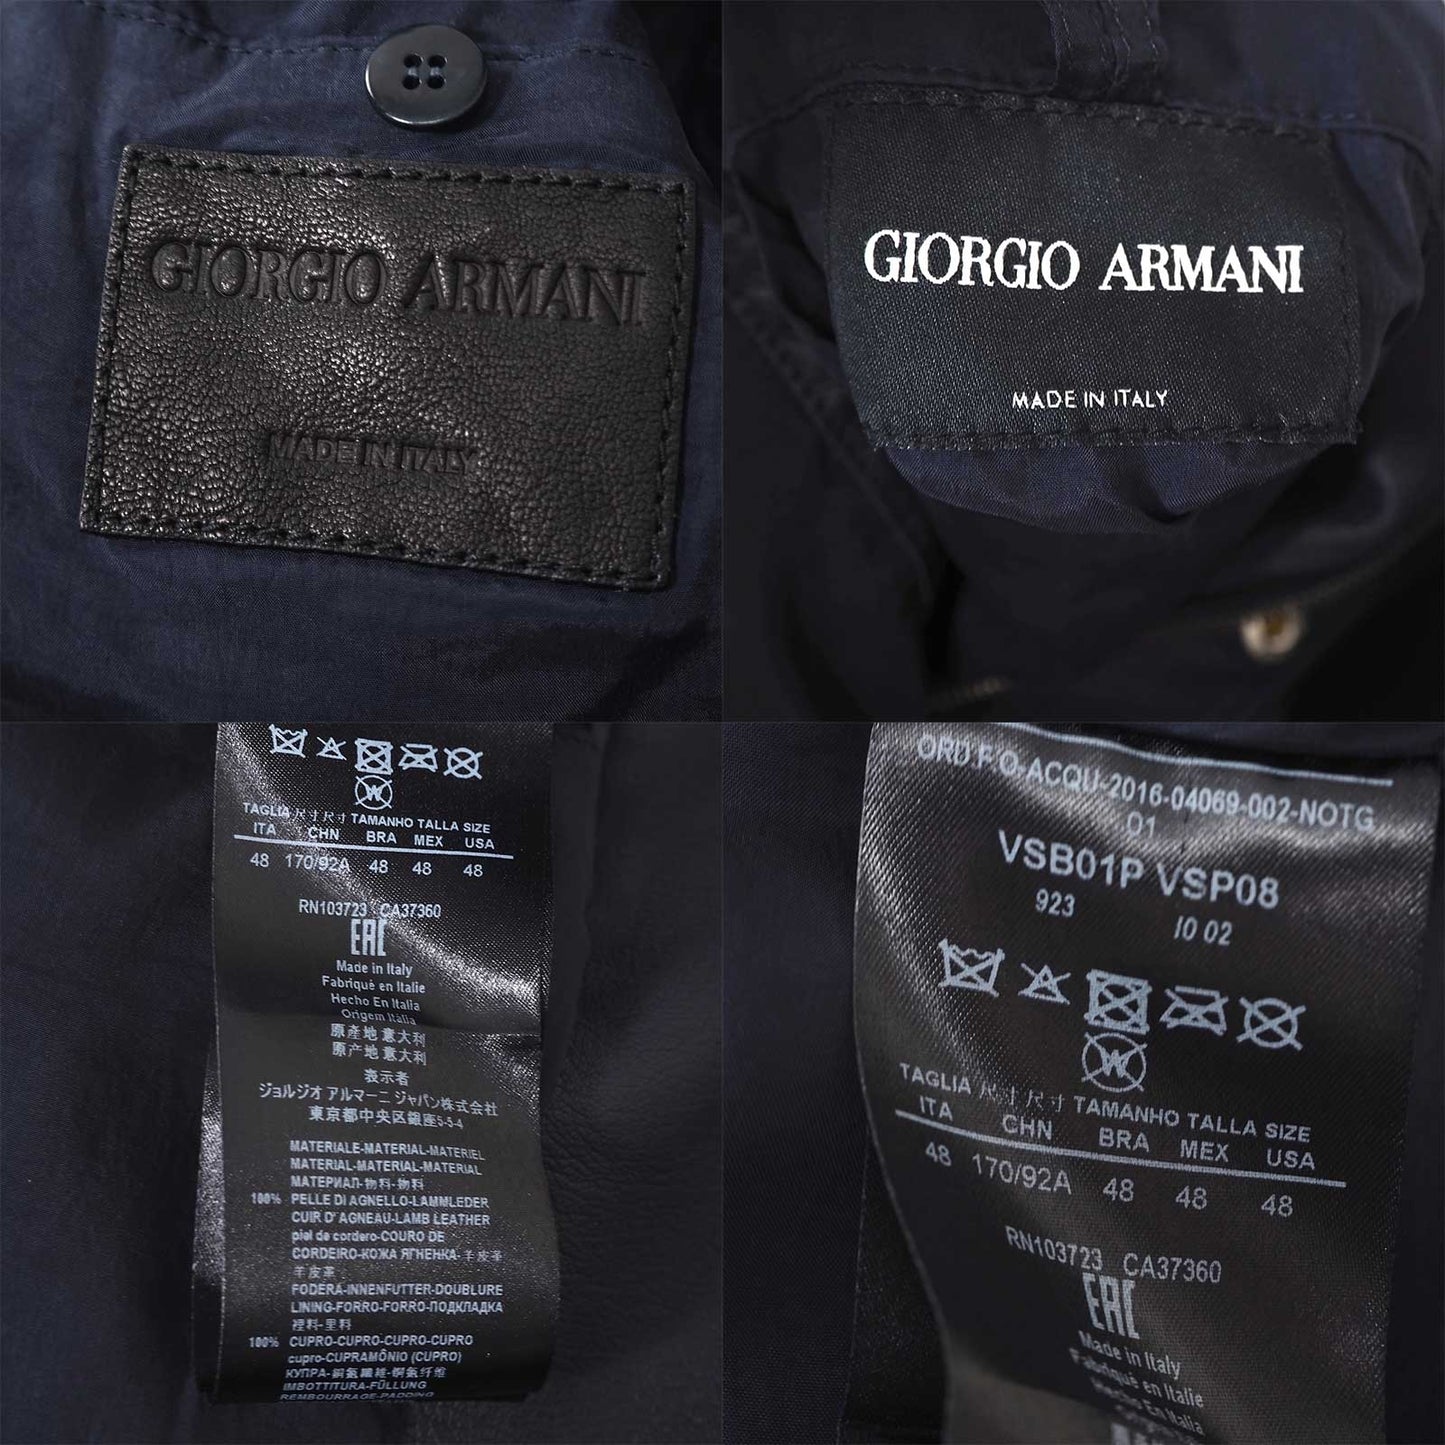 GIORGIO ARMANI
MADE IN ITALY
GIORGIO ARMANI
MADE IN ITALY
TAGLIA 尺寸 尺寸 TAMANHO TALLA SIZE
ITA CHN BRA MEX USA
48 170/92A 48 48 48
RN103723 CA37360
EAC
Made in Italy
Fabriqué en Italie
Hecho En Italia
Origem Itália
原產地 意大利
原产地 意大利
表示者
ジョルジオ アルマーニ ジャパン株式会社
東京都中央区銀座5-5-4
MATERIALE-MATERIAL-MATERIEL
MATERIAL-MATERIAL-MATERIAL
МАТЕРИАЛ-物料-物料
100% PELLE DI AGNELLO-LAMMLEDER
CUIR D'AGNEAU-LAMB LEATHER
piel de cordero-COURO DE
CORDEIRO-КОЖА ЯГНЕНКА-羊皮革
羊皮革
FODERA-INNENFUTTER-DOUBLURE
LINING-FORRO-FORRO-ПОДКЛАДКА
裡料-里料
100% CUPRO-CUPRO-CUPRO-CUPRO
cupro-CUPRAMÔNIO (CUPRO)
КУПРА-銅氨纖維-铜氨纤维
IMBOTTITURA-FÜLLUNG
REMBOURRAGE-PADDING
ORD.F O-ACQU-2016-04069-002-NOTG
01
VSB01P VSP08
923 IO 02
TAGLIA 尺寸 尺寸 TAMANHO TALLA SIZE
ITA CHN BRA MEX USA
48 170/92A 48 48 48
RN103723 CA37360
EAC
Made in Italy
Fabriqué en Italie
Hecho En Italia